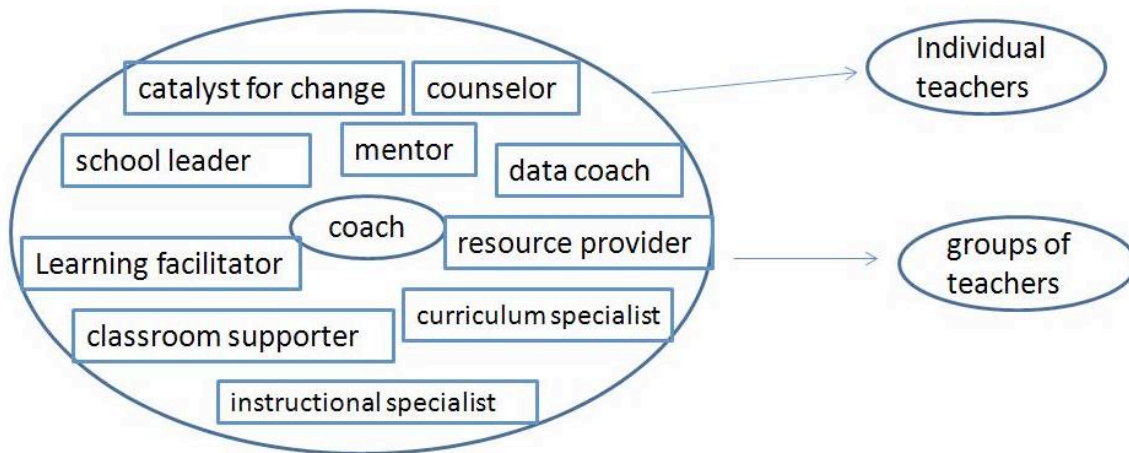 catalyst for change
counselor
Individual
teachers
school leader
mentor
data coach
coach
Learning facilitator
resource provider
groups of
teachers
classroom supporter
curriculum specialist
instructional specialist